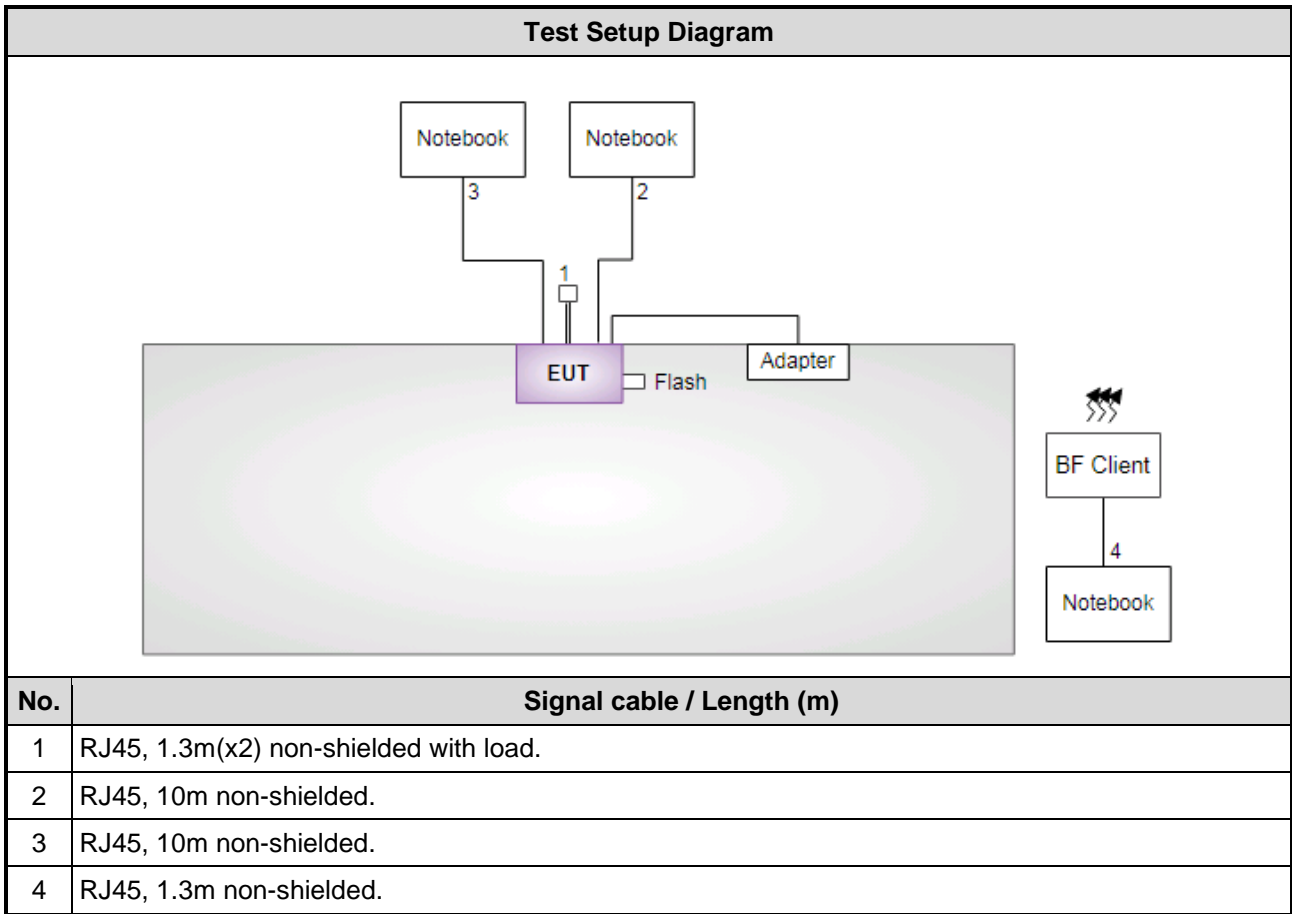 Test Setup Diagram
Notebook
Notebook
3
2
1
EUT
Flash
Adapter
BF Client
4
Notebook
No. Signal cable / Length (m)
1 RJ45, 1.3m(x2) non-shielded with load.
2 RJ45, 10m non-shielded.
3 RJ45, 10m non-shielded.
4 RJ45, 1.3m non-shielded.